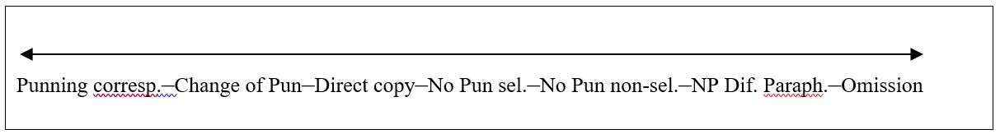 Punning corresp.–Change of Pun–Direct copy–No Pun sel.–No Pun non-sel.–NP Dif. Paraph.–Omission